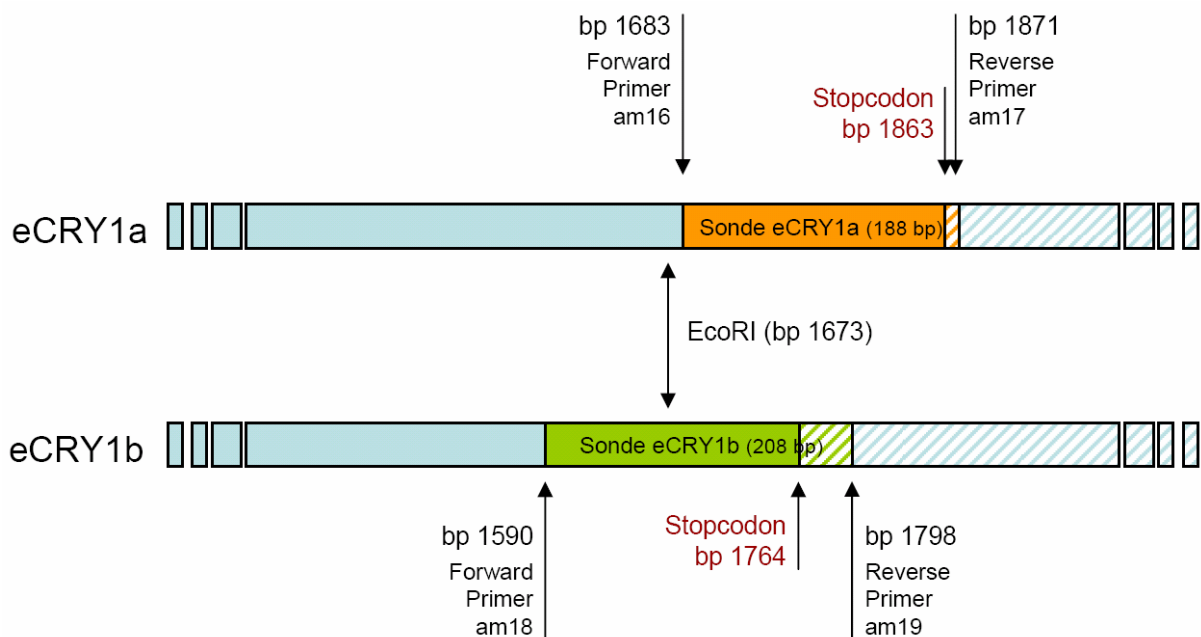 bp 1683
Forward
Primer
am16
bp 1871
Reverse
Primer
am17
Stopcodon
bp 1863
eCRY1a
Sonde eCRY1a (188 bp)
EcoRI (bp 1673)
eCRY1b
Sonde eCRY1b (208 bp)
bp 1590
Forward
Primer
am18
Stopcodon
bp 1764
bp 1798
Reverse
Primer
am19